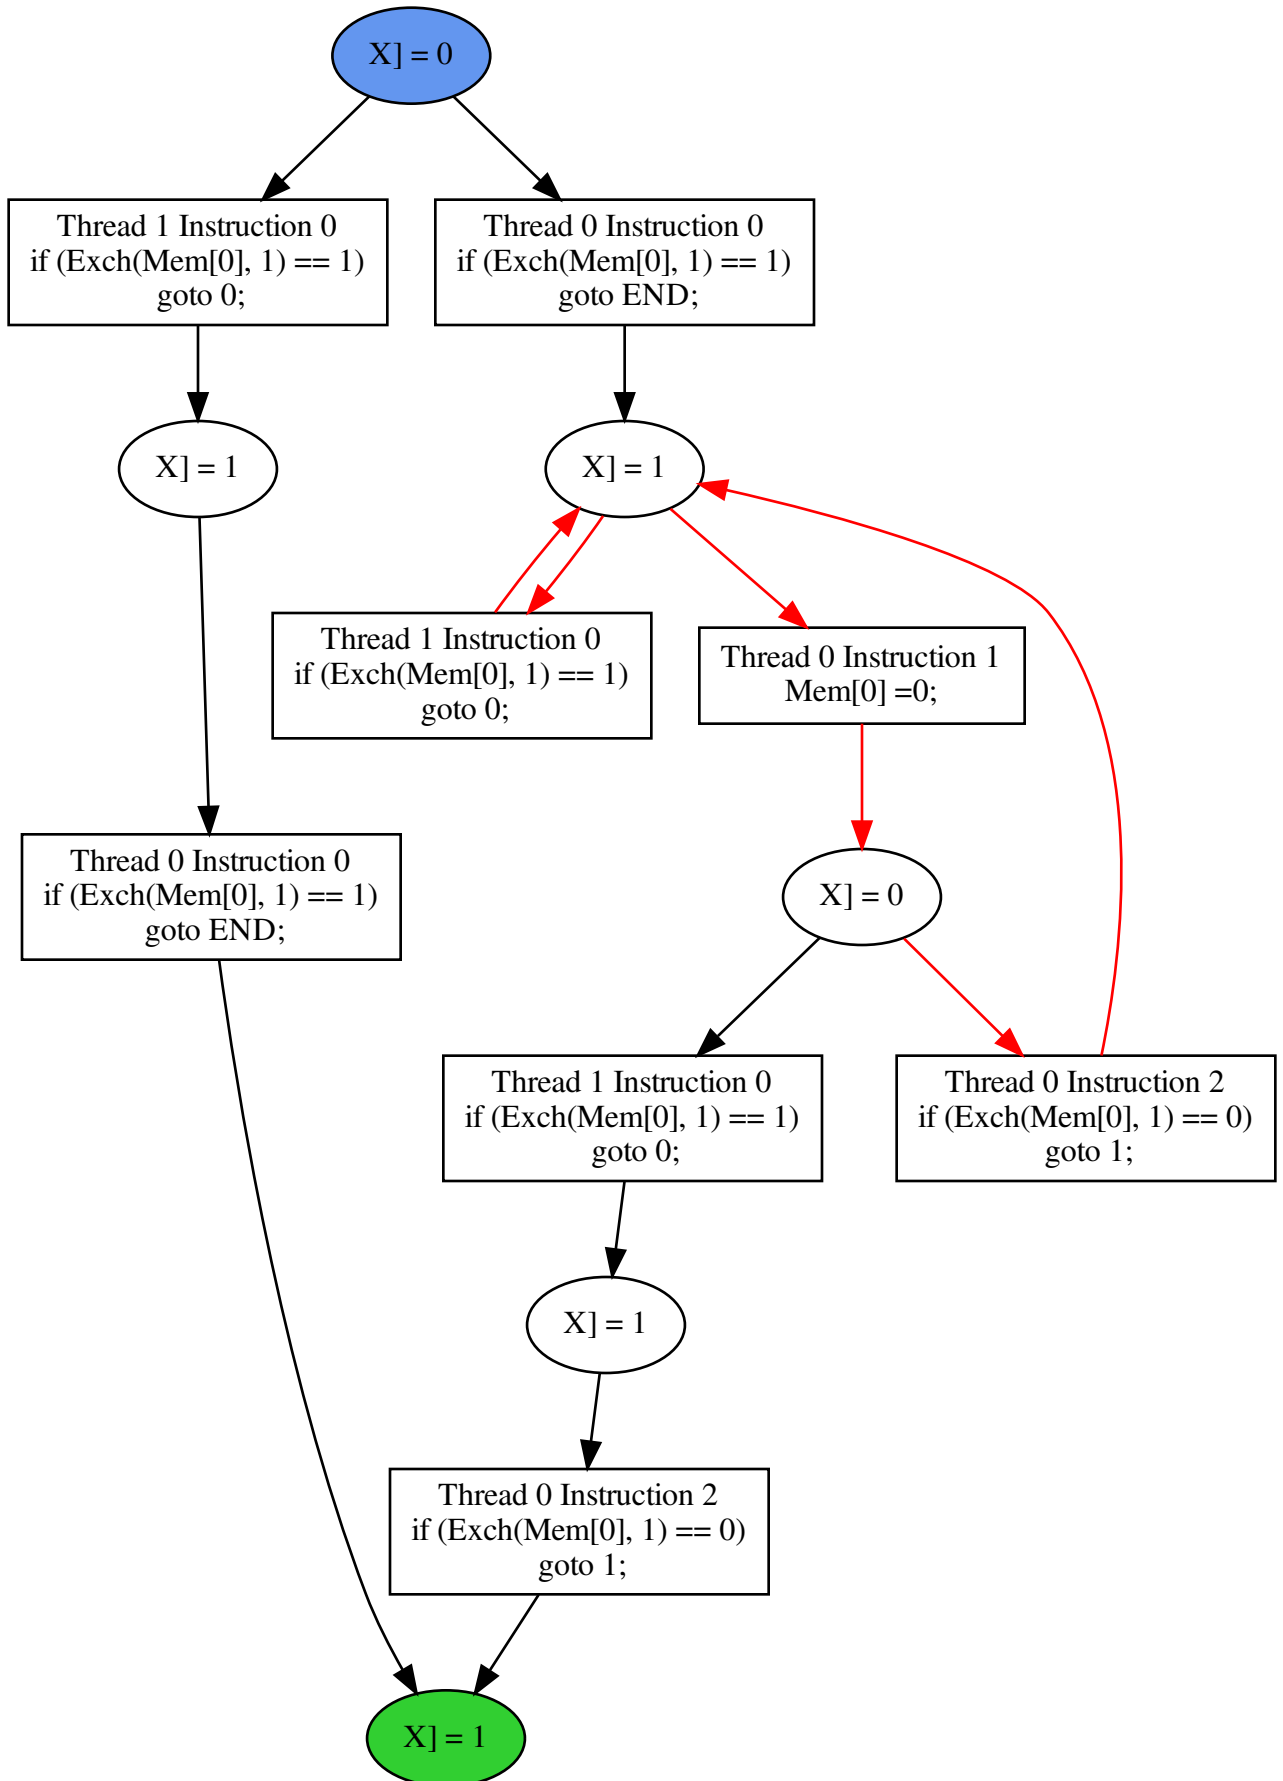 X] = 0
Thread 1 Instruction 0
if (Exch(Mem[0], 1) == 1)
goto 0;
Thread 0 Instruction 0
if (Exch(Mem[0], 1) == 1)
goto END;
X] = 1
X] = 1
Thread 1 Instruction 0
if (Exch(Mem[0], 1) == 1)
goto 0;
Thread 0 Instruction 1
Mem[0] =0;
Thread 0 Instruction 0
if (Exch(Mem[0], 1) == 1)
goto END;
X] = 0
Thread 1 Instruction 0
if (Exch(Mem[0], 1) == 1)
goto 0;
Thread 0 Instruction 2
if (Exch(Mem[0], 1) == 0)
goto 1;
X] = 1
Thread 0 Instruction 2
if (Exch(Mem[0], 1) == 0)
goto 1;
X] = 1